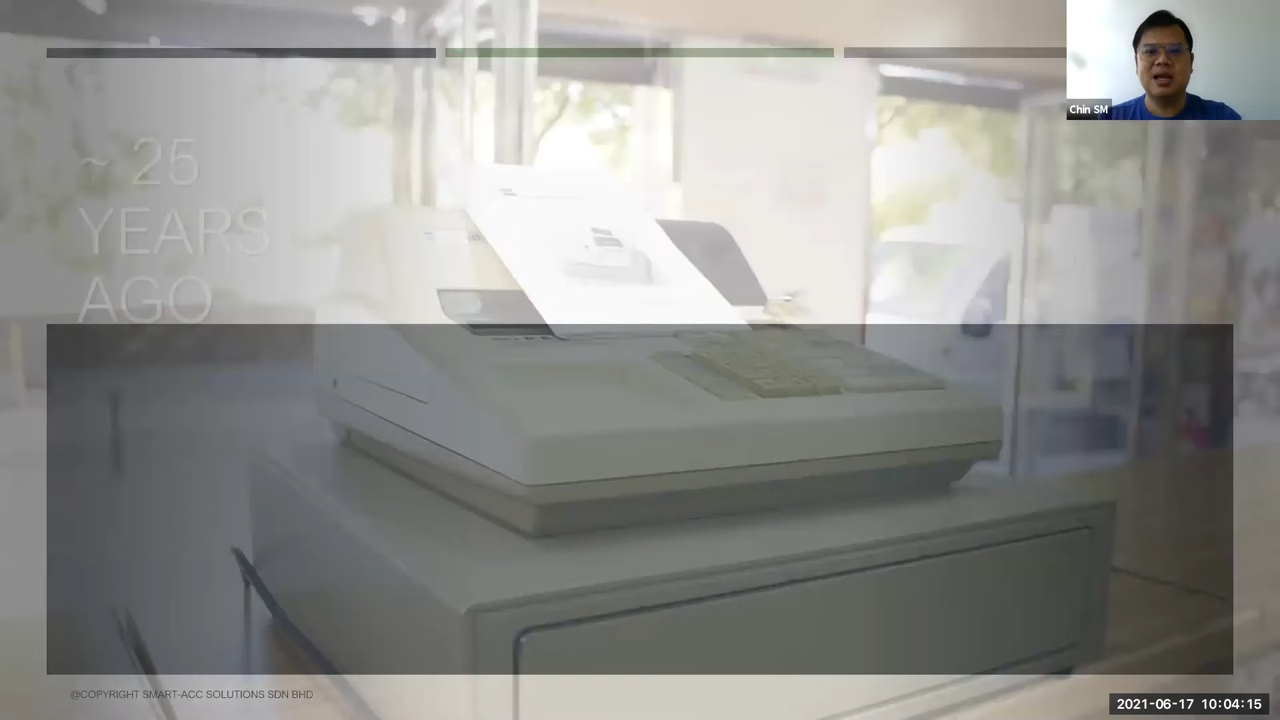 Chin SM
~ 25
YEARS
AGO
@COPYRIGHT SMART-ACC SOLUTIONS SDN BHD
2021-06-17 10:04:15